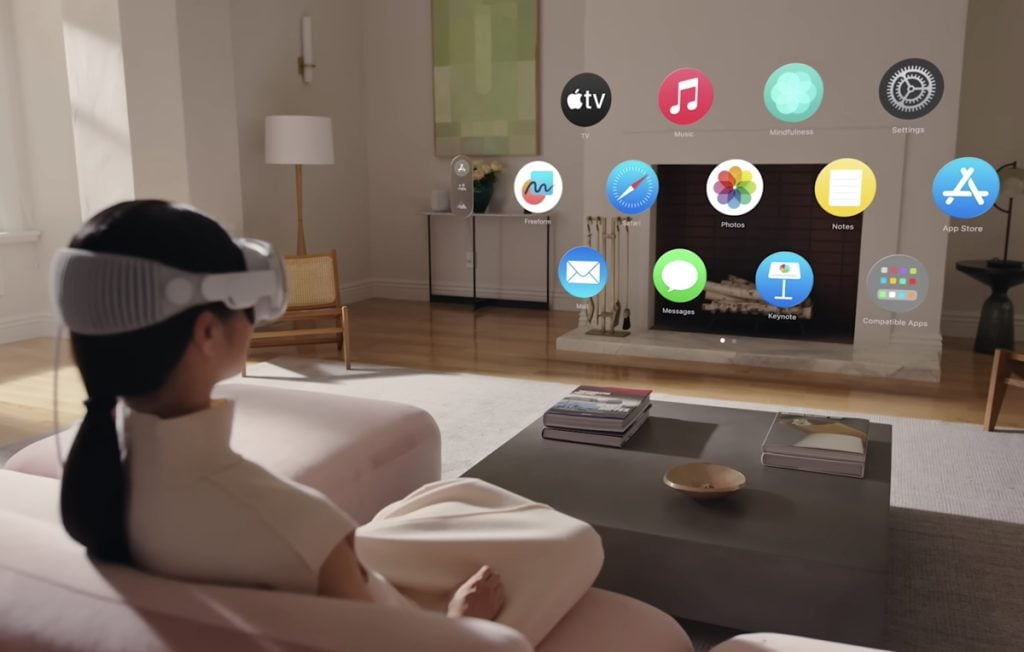 tv
TV
Music
Mindfulness
Settings
Freeform
Safari
Photos
Notes
App Store
Mail
Messages
Keynote
Compatible Apps